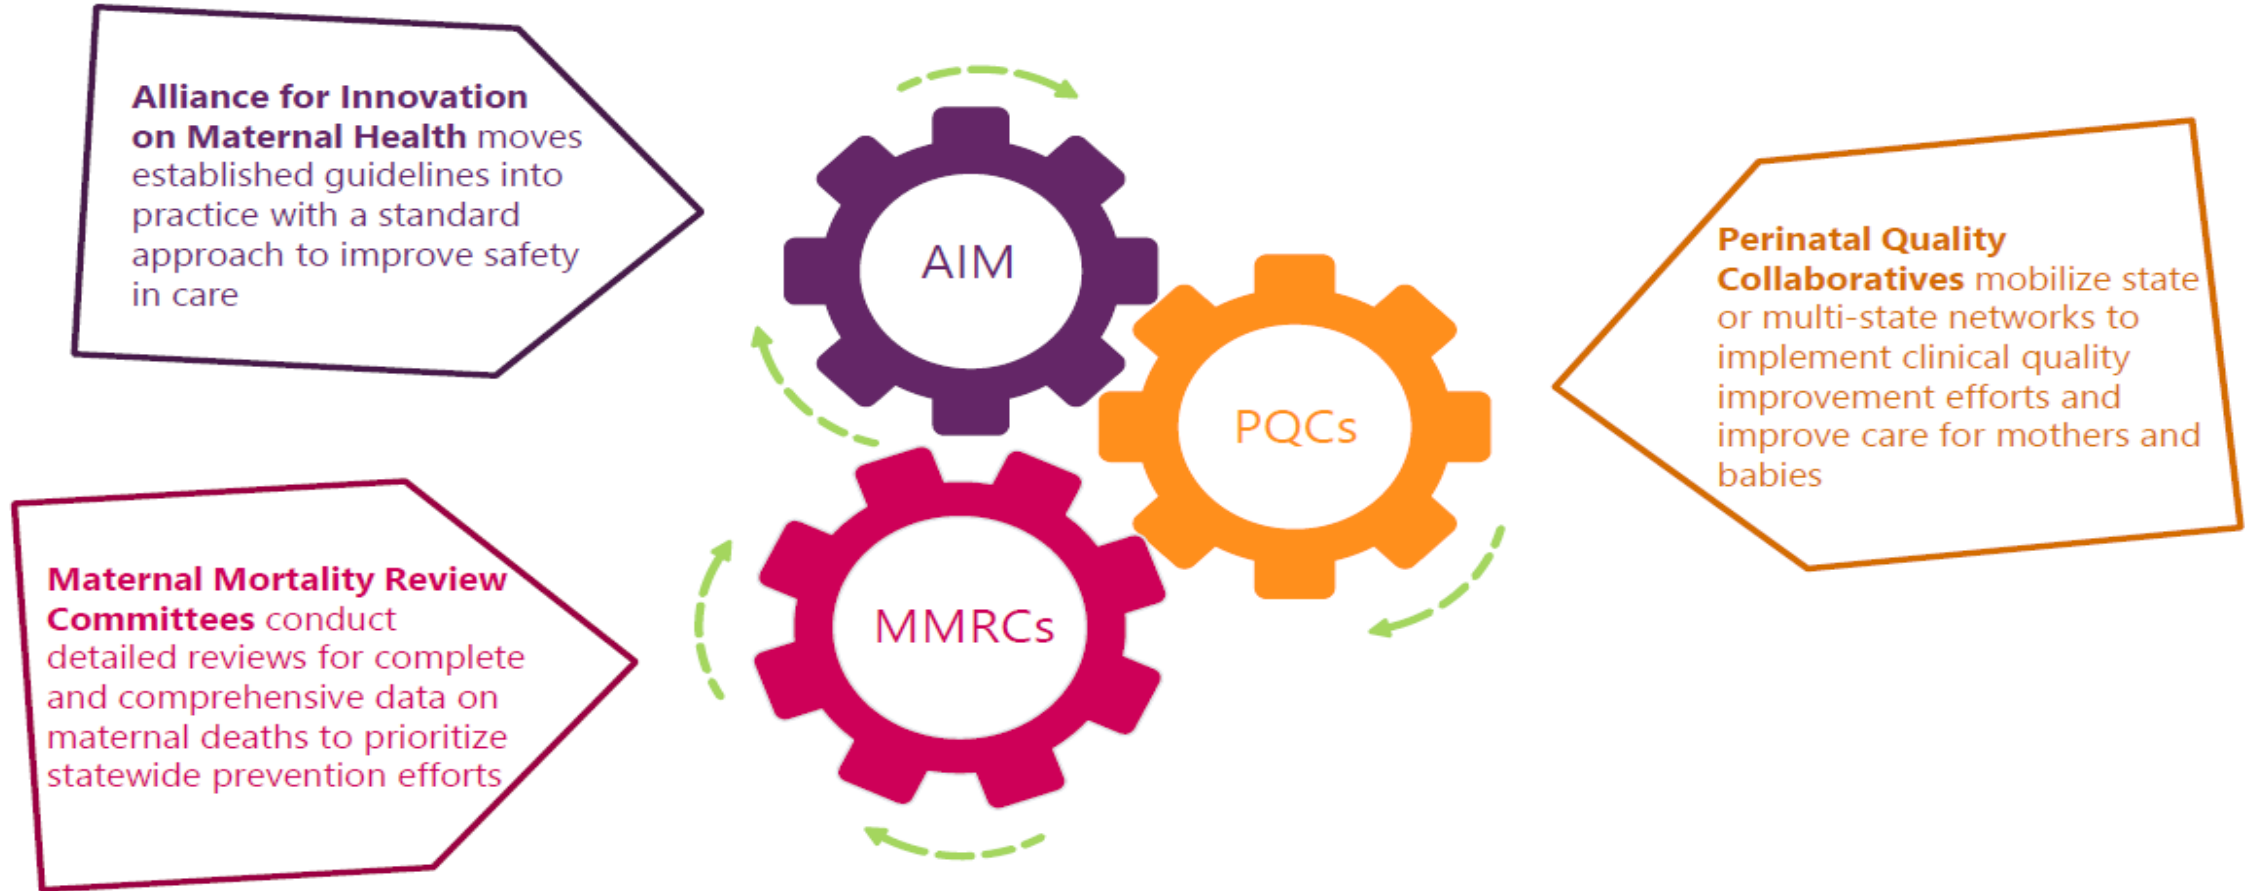 Alliance for Innovation
on Maternal Health moves
established guidelines into
practice with a standard
approach to improve safety
in care
AIM
Perinatal Quality
Collaboratives mobilize state
or multi-state networks to
implement clinical quality
improvement efforts and
improve care for mothers and
babies
PQCs
Maternal Mortality Review
Committees conduct
detailed reviews for complete
and comprehensive data on
maternal deaths to prioritize
statewide prevention efforts
MMRCs